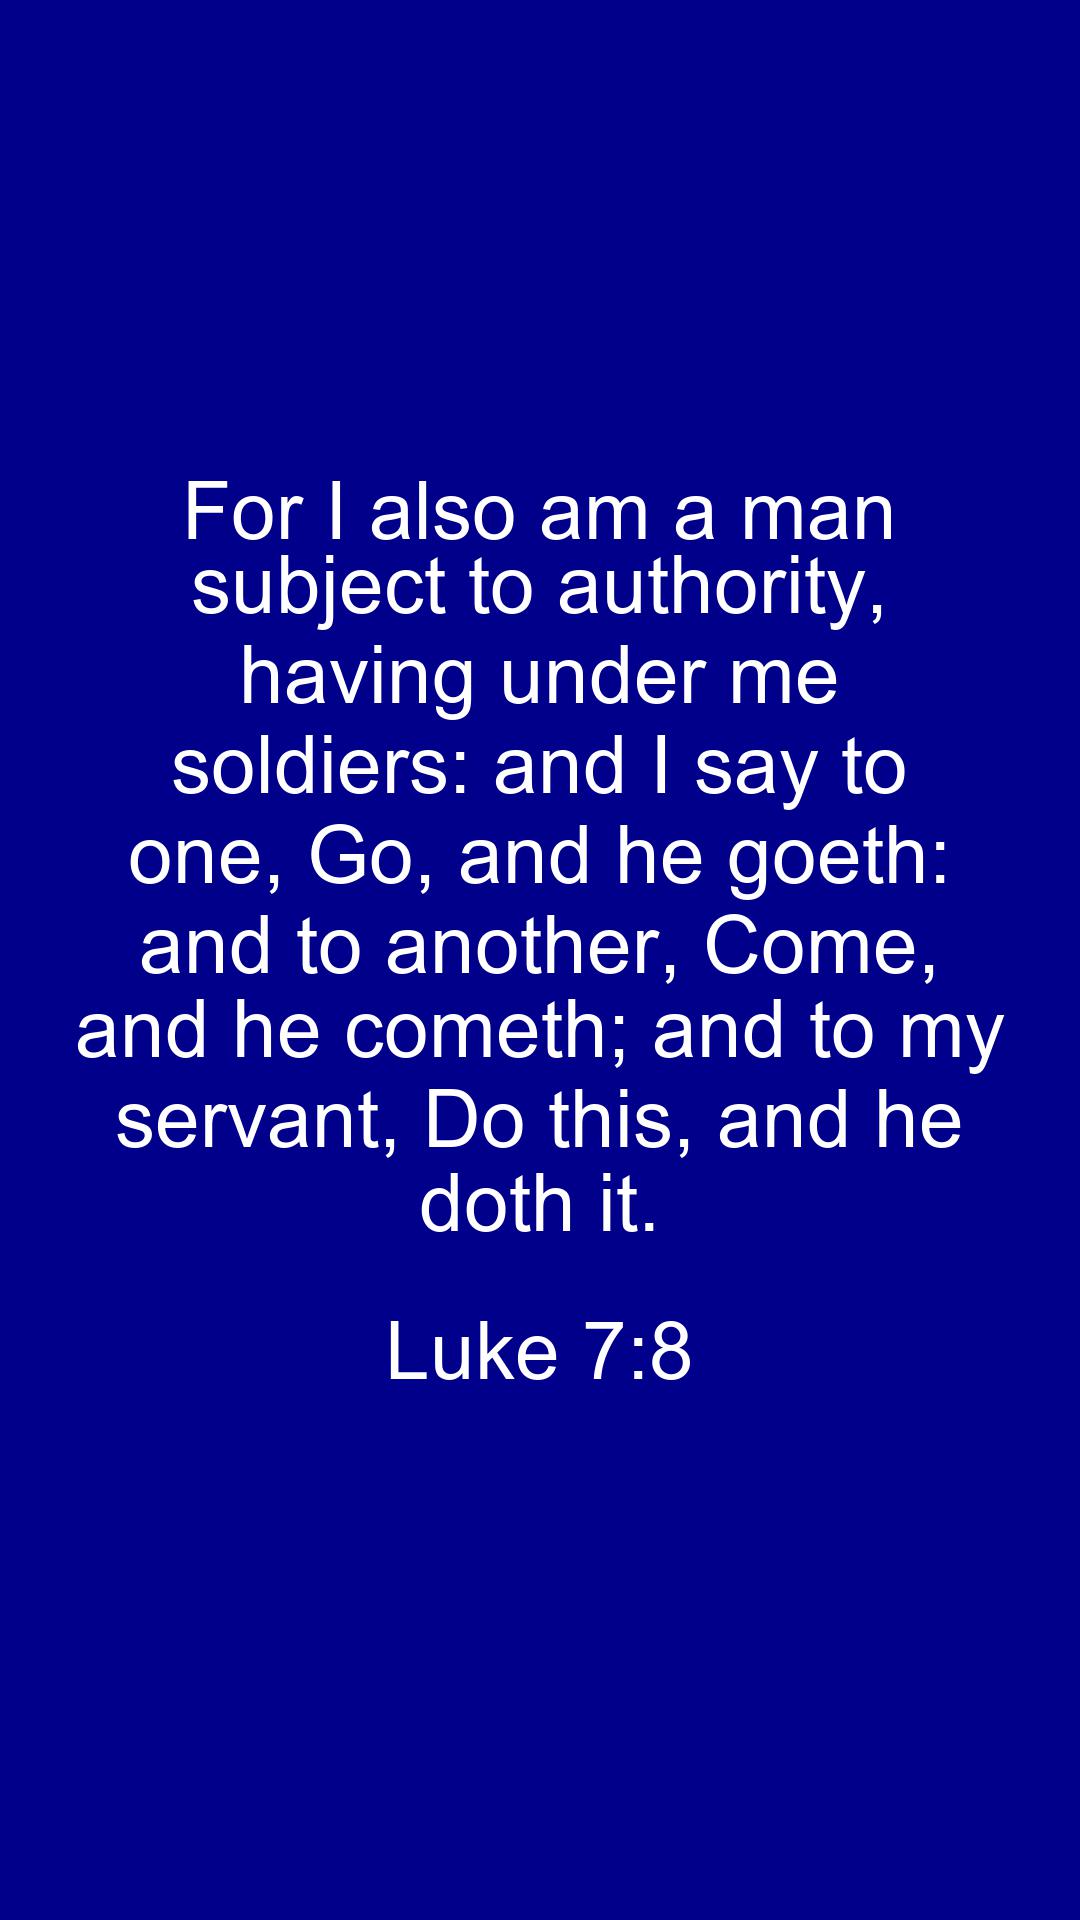 For I also am a man
subject to authority,
having under me
soldiers: and I say to
one, Go, and he goeth:
and to another, Come,
and he cometh; and to my
servant, Do this, and he
doth it.
Luke 7:8